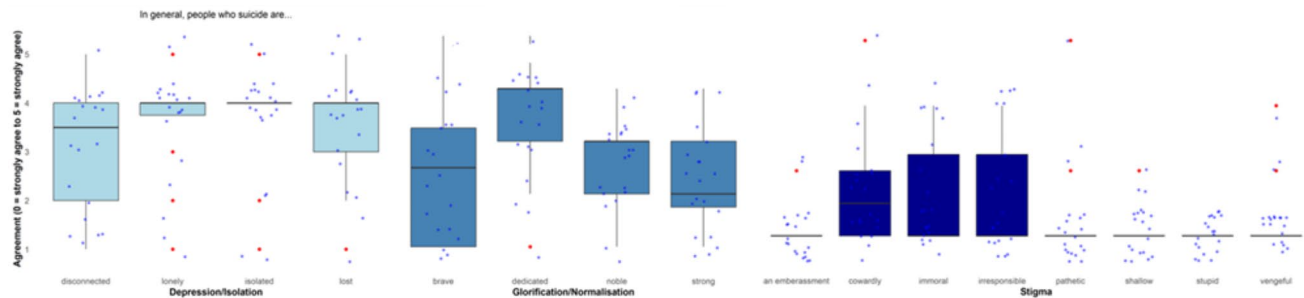 In general, people who suicide are...
Agreement (0 = strongly agree to 5 = strongly agree)
5
4
3
2
1
disconnected lonely isolated lost brave dedicated noble strong an emberessment cowardly immoral irresponsible pathetic shallow stupid vengeful
Depression/Isolation Glorification/Normalisation Stigma